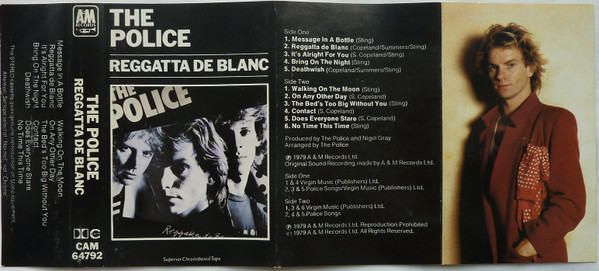 A&M
RECORDS
Message In A Bottle
Reggatta de Blanc
It's Alright For You
Bring On The Night
Deathwish
Walking On The Moon
On Any Other Day
The Bed's Too Big Without You
Contact
Does Everyone Stare
No Time This Time
THE POLICE
REGGATTA DE BLANC
CAM
64792
THE
POLICE
REGGATTA DE BLANC
THE
POLICE
Reggatta de Blanc
Superior Chromdioxid Tape
Side One
1. Message In A Bottle (Sting)
2. Reggatta de Blanc (Copeland/Summers/Sting)
3. It's Alright For You (S. Copeland/Sting)
4. Bring On The Night (Sting)
5. Deathwish (Copeland/Summers/Sting)
Side Two
1. Walking On The Moon (Sting)
2. On Any Other Day (S. Copeland)
3. The Bed's Too Big Without You (Sting)
4. Contact (S. Copeland)
5. Does Everyone Stare (S. Copeland)
6. No Time This Time (Sting)
Produced by The Police and Nigel Gray
Arranged by The Police
℗ 1979 A & M Records Ltd.
Original Sound Recording made by A & M Records Ltd.
Side One
1 & 4 Virgin Music (Publishers) Ltd.
2, 3 & 5 Police Songs/Virgin Music (Publishers) Ltd.
Side Two
1, 3 & 6 Virgin Music (Publishers) Ltd.
2, 4 & 5 Police Songs
℗ 1979 A & M Records Ltd. Reproduction Prohibited
© 1979 A & M Records Ltd. All Rights Reserved.